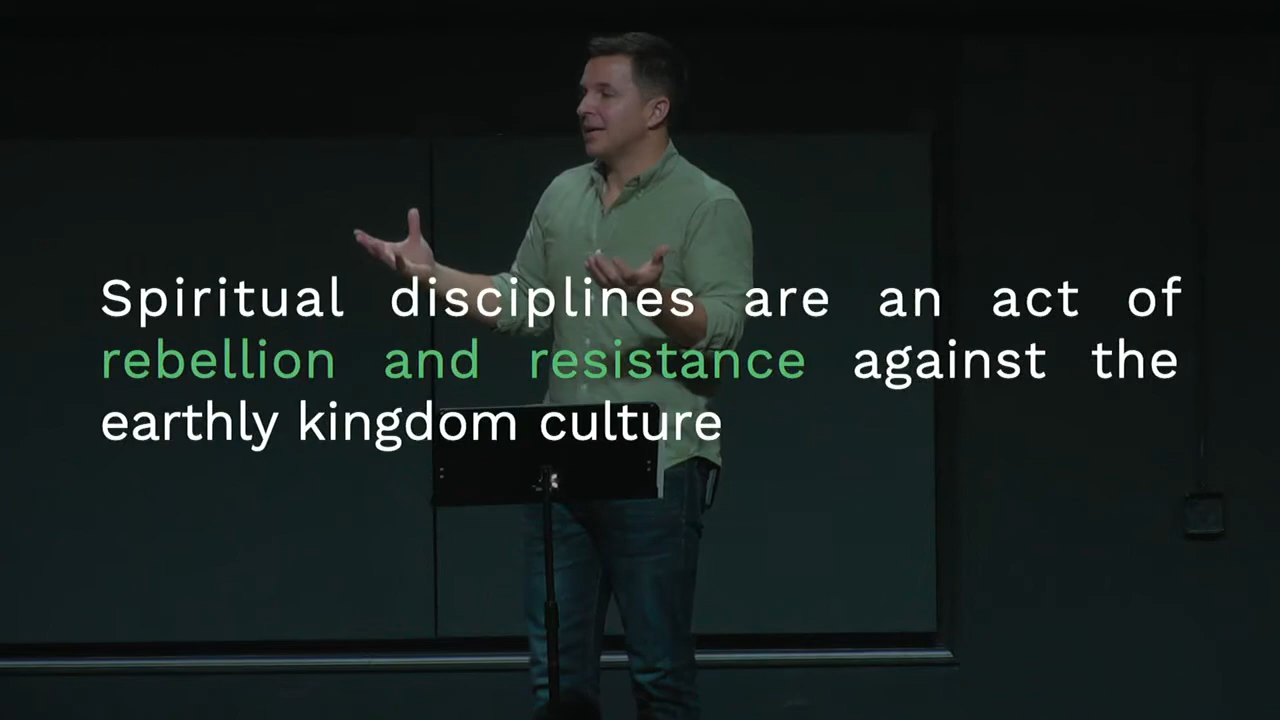 Spiritual disciplines are an act of
rebellion and resistance against the
earthly kingdom culture